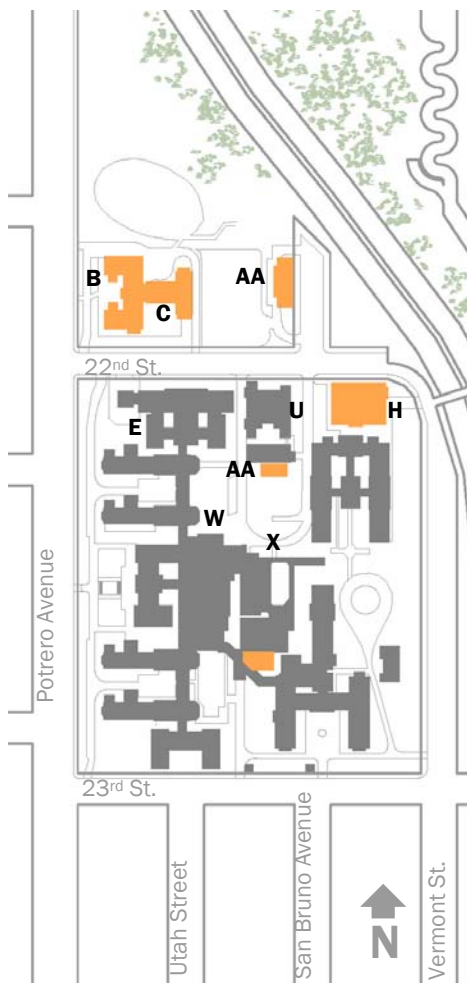 B
C
AA
22nd St.
E
U
H
AA
W
X
Potrero Avenue
23rd St.
Utah Street
San Bruno Avenue
Vermont St.
N